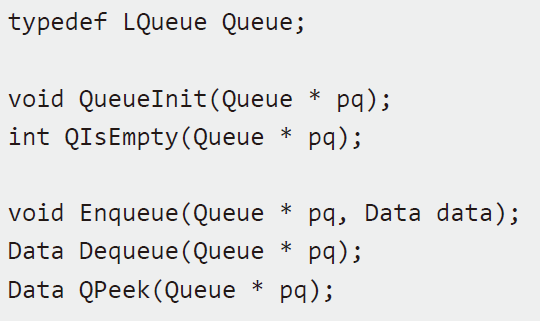 typedef LQueue Queue;
void QueueInit(Queue * pq);
int QIsEmpty(Queue * pq);
void Enqueue(Queue * pq, Data data);
Data Dequeue(Queue * pq);
Data QPeek(Queue * pq);